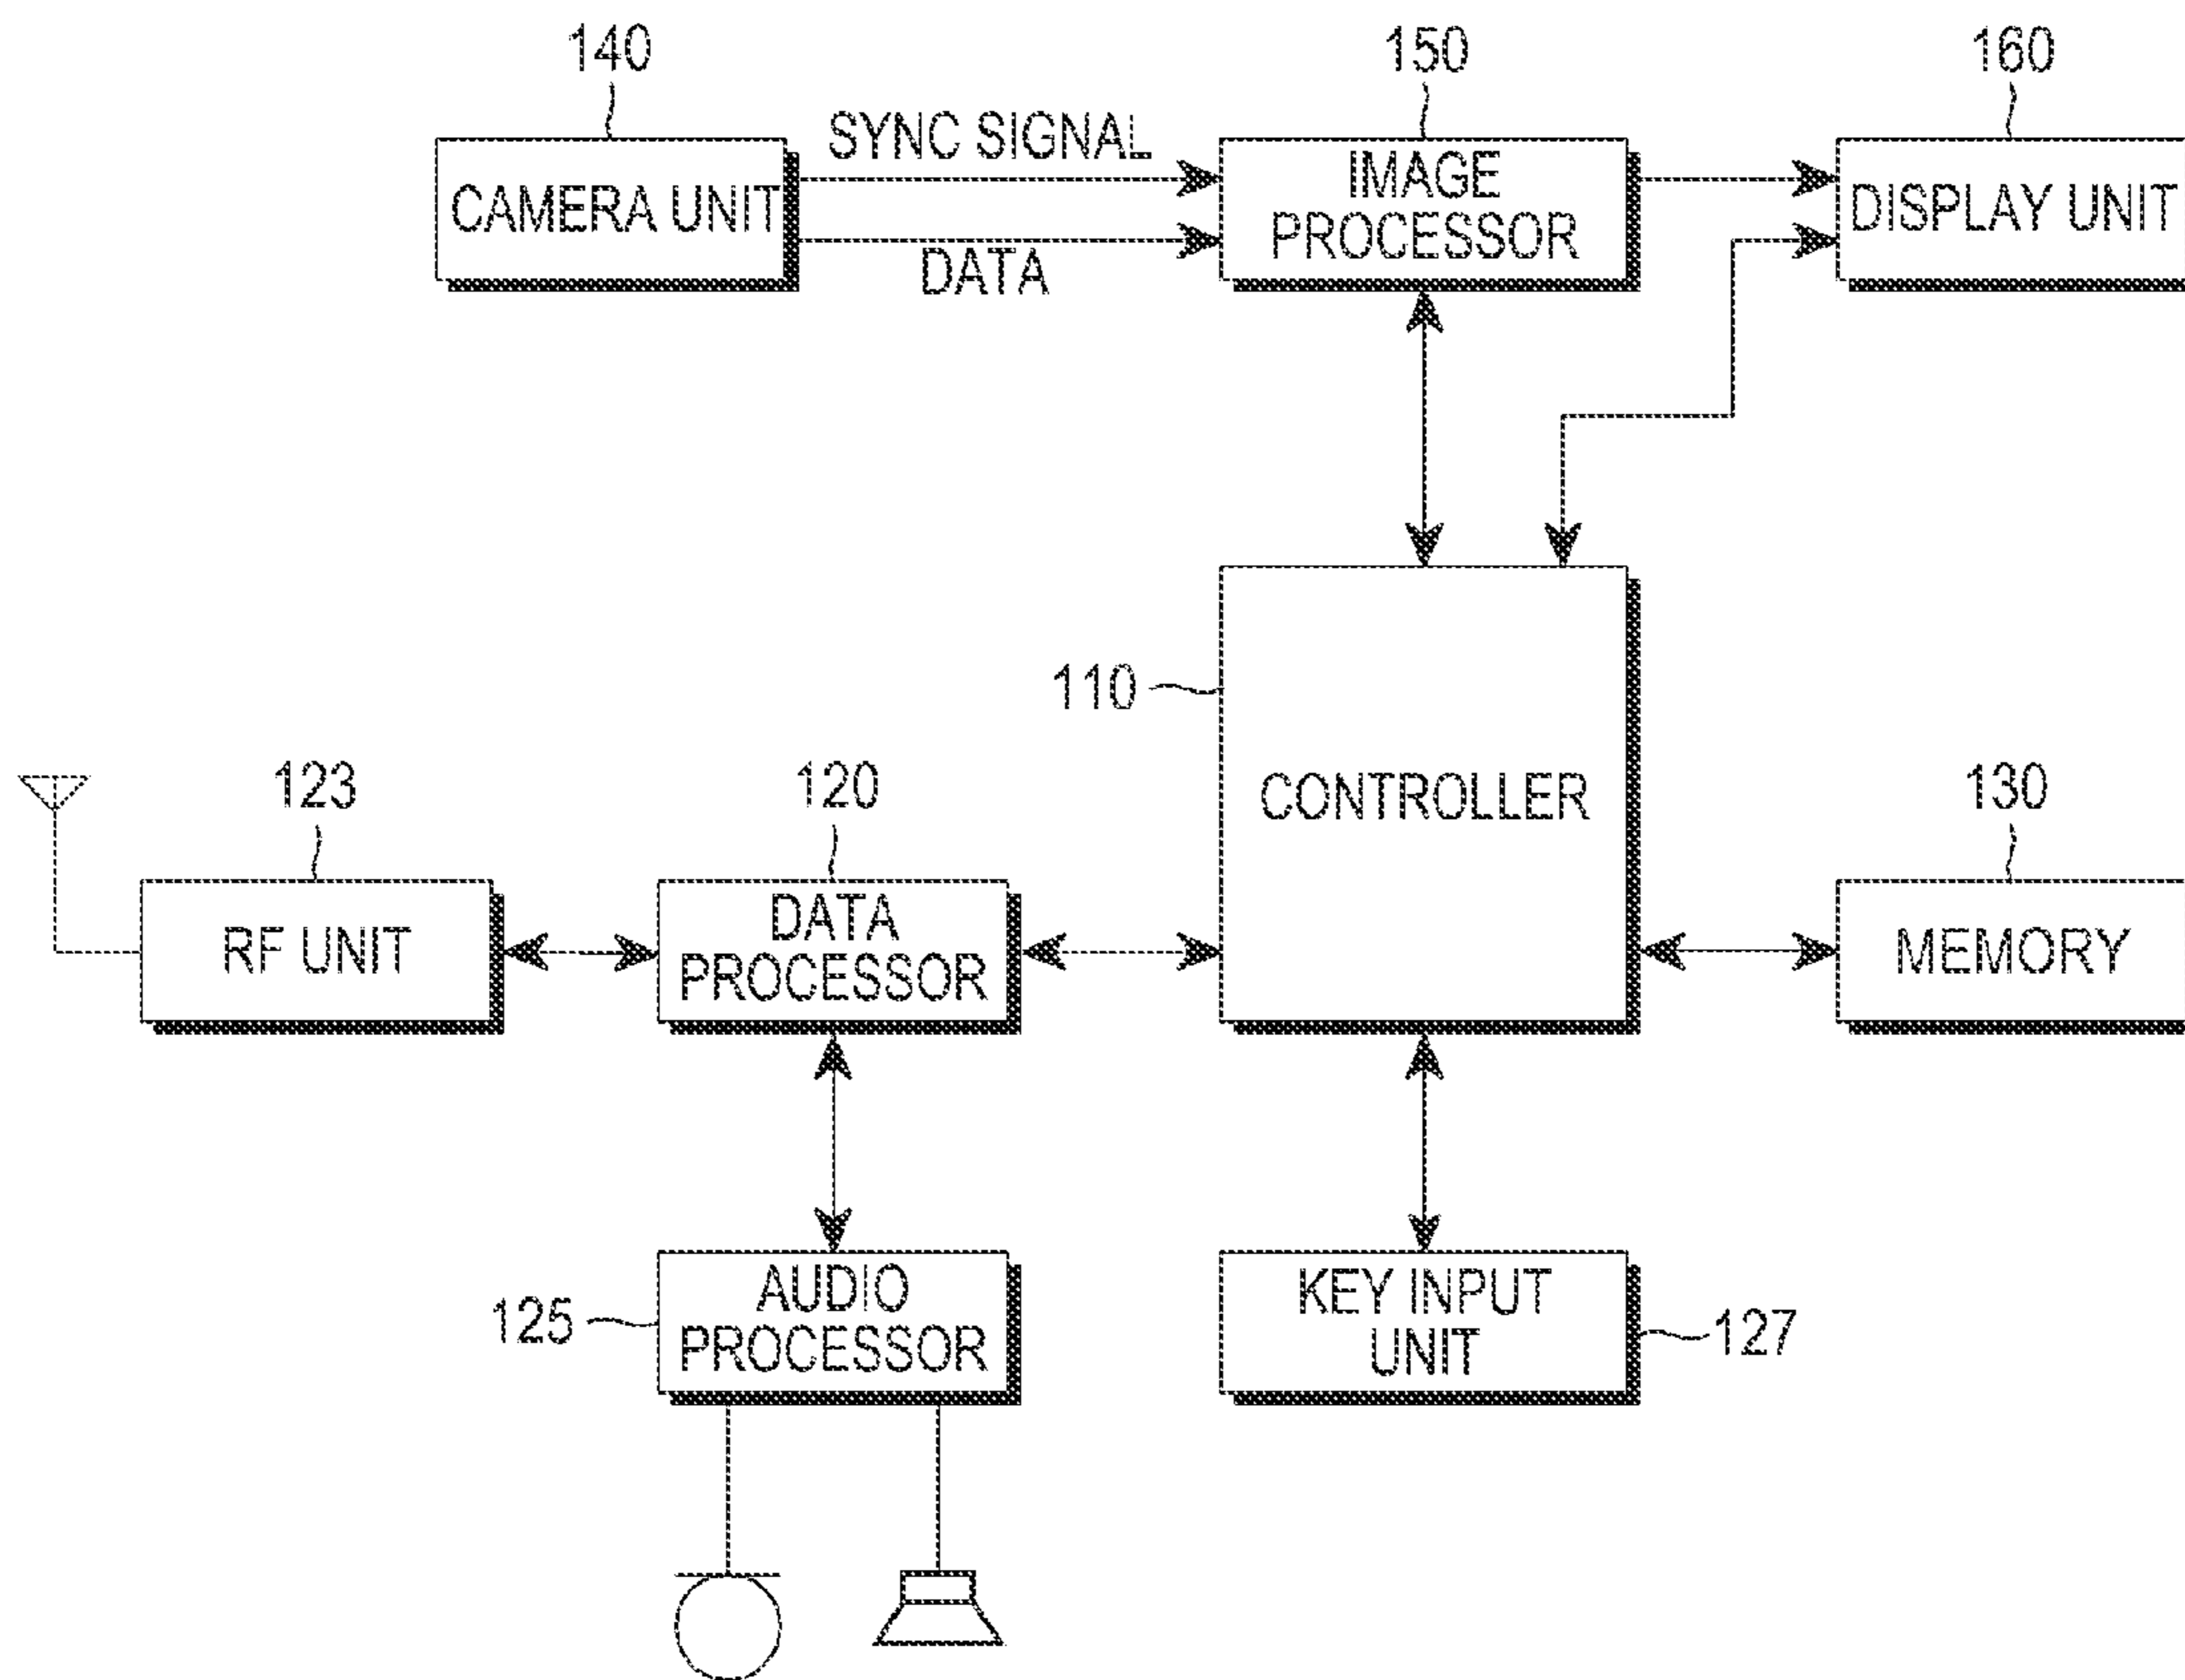 140
150
160
SYNC SIGNAL
CAMERA UNIT
IMAGE
PROCESSOR
DISPLAY UNIT
DATA
110
CONTROLLER
123
120
130
RF UNIT
DATA
PROCESSOR
MEMORY
125
AUDIO
PROCESSOR
KEY INPUT
UNIT
127